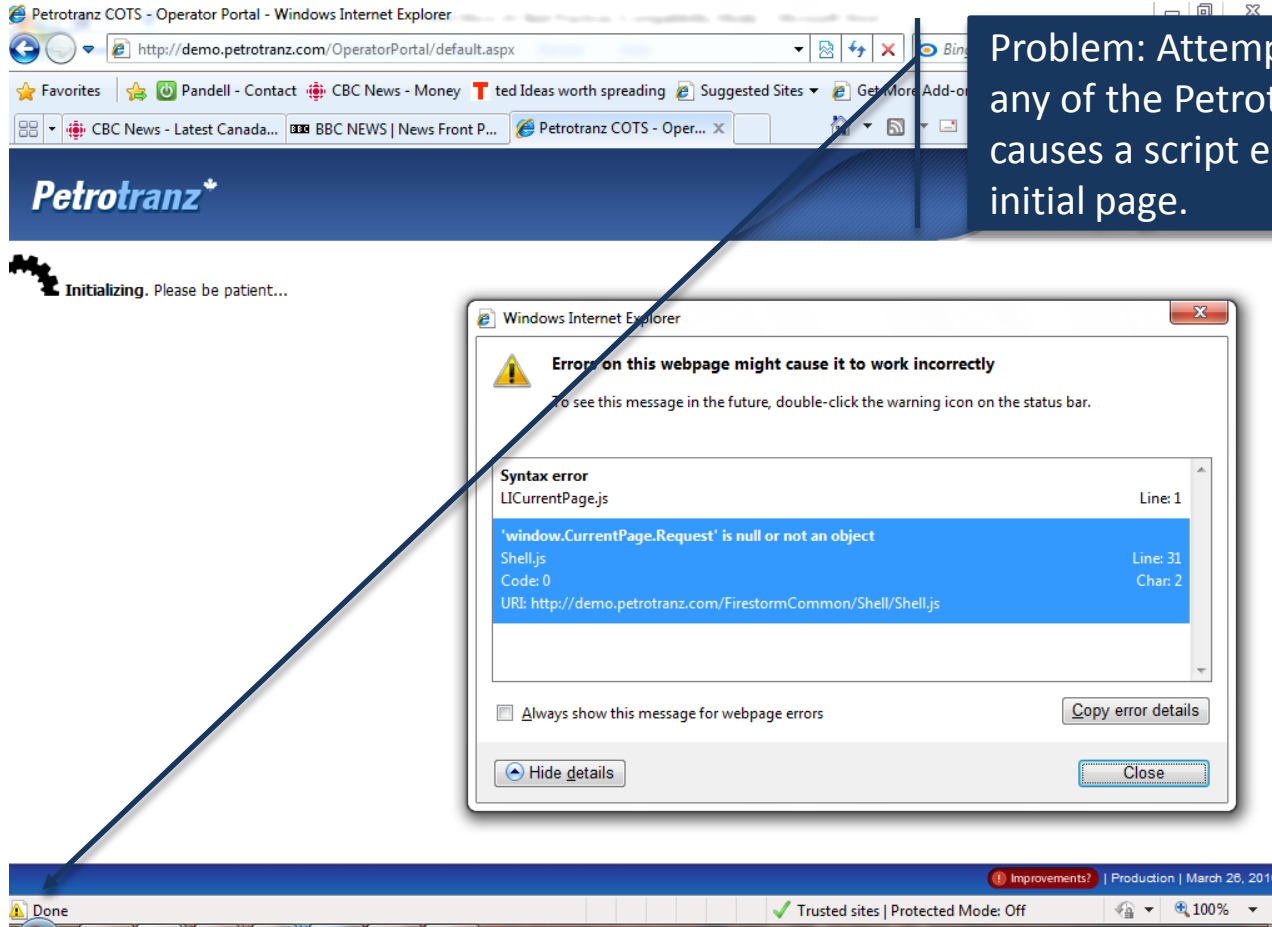 Petrotranz COTS - Operator Portal - Windows Internet Explorer
http://demo.petrotranz.com/OperatorPortal/default.aspx
Favorites Pandell - Contact CBC News - Money ted Ideas worth spreading Suggested Sites Get More Add-o
CBC News - Latest Canada... BBC NEWS | News Front P... Petrotranz COTS - Oper...
Problem: Attemp
any of the Petrot
causes a script e
initial page.
Petrotranz
Initializing. Please be patient...
Windows Internet Explorer
Errors on this webpage might cause it to work incorrectly
To see this message in the future, double-click the warning icon on the status bar.
Syntax error
LICurrentPage.js Line: 1
'window.CurrentPage.Request' is null or not an object
Shell.js Line: 31
Code: 0 Char: 2
URI: http://demo.petrotranz.com/FirestormCommon/Shell/Shell.js
Always show this message for webpage errors Copy error details
Hide details Close
Improvements? | Production | March 26, 2010
Done Trusted sites | Protected Mode: Off 100%